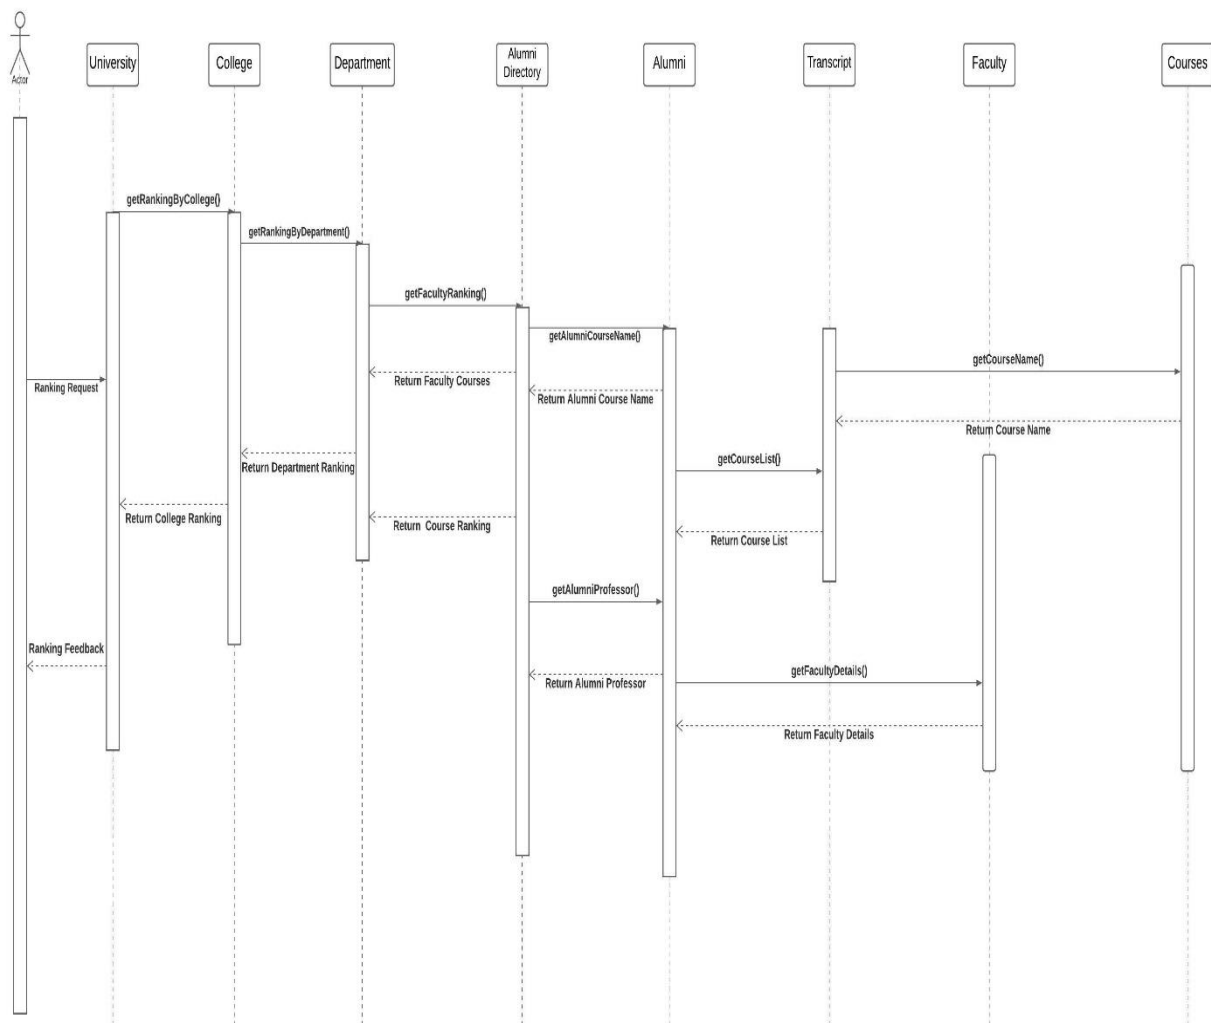 Actor
University
College
Department
Alumni
Directory
Alumni
Transcript
Faculty
Courses
getRankingByCollege()
getRankingByDepartment()
getFacultyRanking()
getAlumniCourseName()
getCourseName()
Return Faculty Courses
Ranking Request
Return Alumni Course Name
Return Course Name
getCourseList()
Return Department Ranking
Return College Ranking
Return Course Ranking
Return Course List
getAlumniProfessor()
Ranking Feedback
getFacultyDetails()
Return Alumni Professor
Return Faculty Details